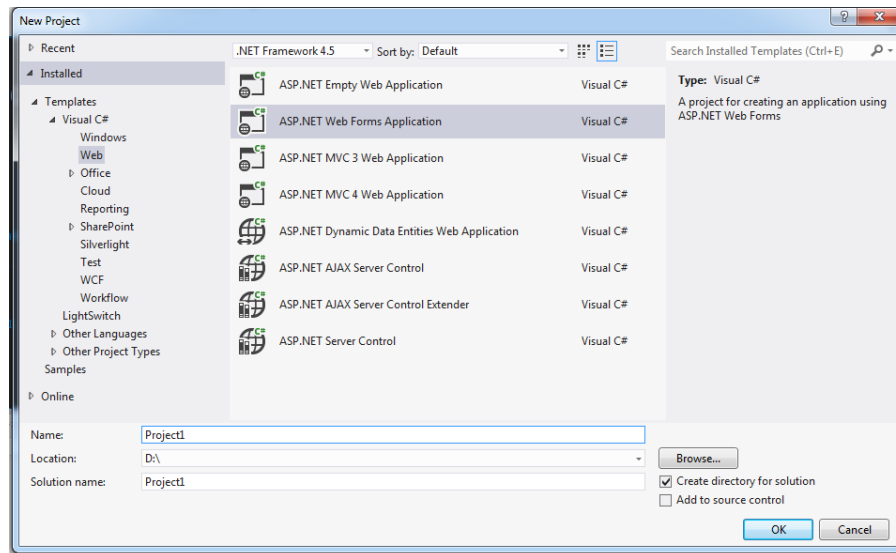 New Project
Recent
Installed
Templates
Visual C#
Windows
Web
Office
Cloud
Reporting
SharePoint
Silverlight
Test
WCF
Workflow
LightSwitch
Other Languages
Other Project Types
Samples
Online
.NET Framework 4.5 Sort by: Default
ASP.NET Empty Web Application Visual C#
ASP.NET Web Forms Application Visual C#
ASP.NET MVC 3 Web Application Visual C#
ASP.NET MVC 4 Web Application Visual C#
ASP.NET Dynamic Data Entities Web Application Visual C#
ASP.NET AJAX Server Control Visual C#
ASP.NET AJAX Server Control Extender Visual C#
ASP.NET Server Control Visual C#
Search Installed Templates (Ctrl+E)
Type: Visual C#
A project for creating an application using
ASP.NET Web Forms
Name: Project1
Location: D:\
Browse...
Solution name: Project1
Create directory for solution
Add to source control
OK Cancel